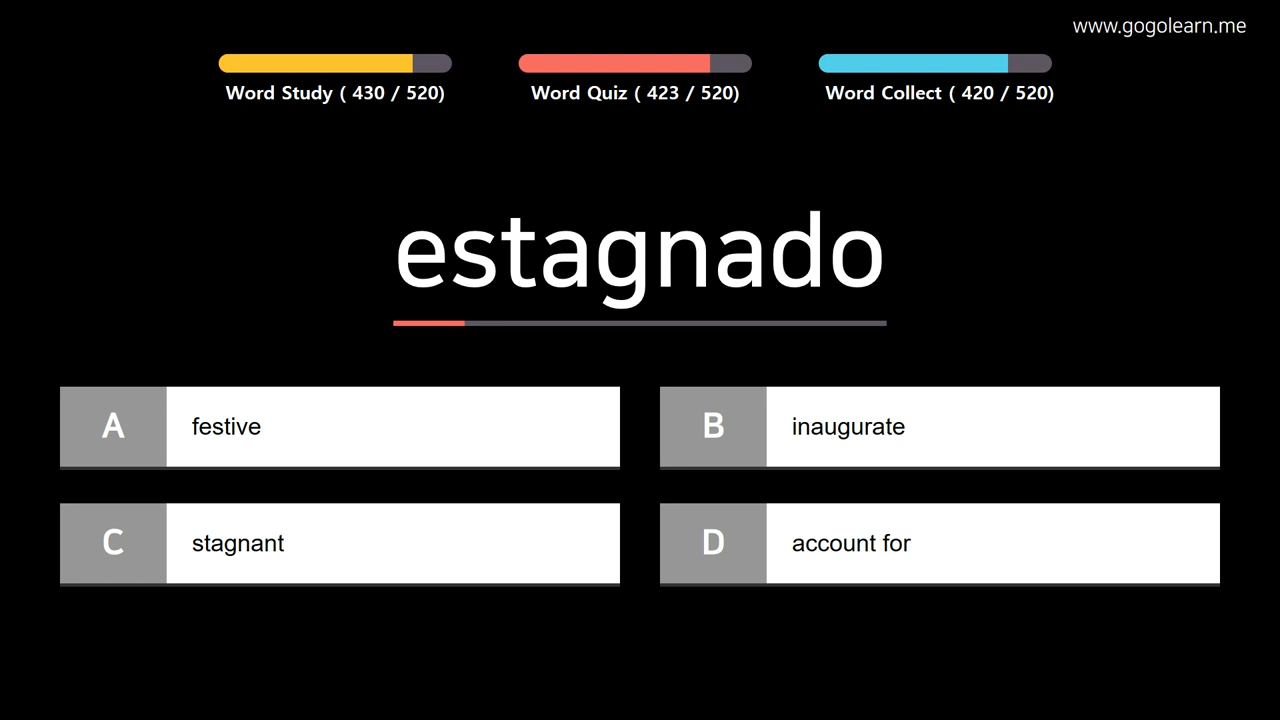 www.gogolearn.me
Word Study ( 430 / 520)
Word Quiz ( 423 / 520)
Word Collect ( 420 / 520)
estagnado
A festive
B inaugurate
C stagnant
D account for